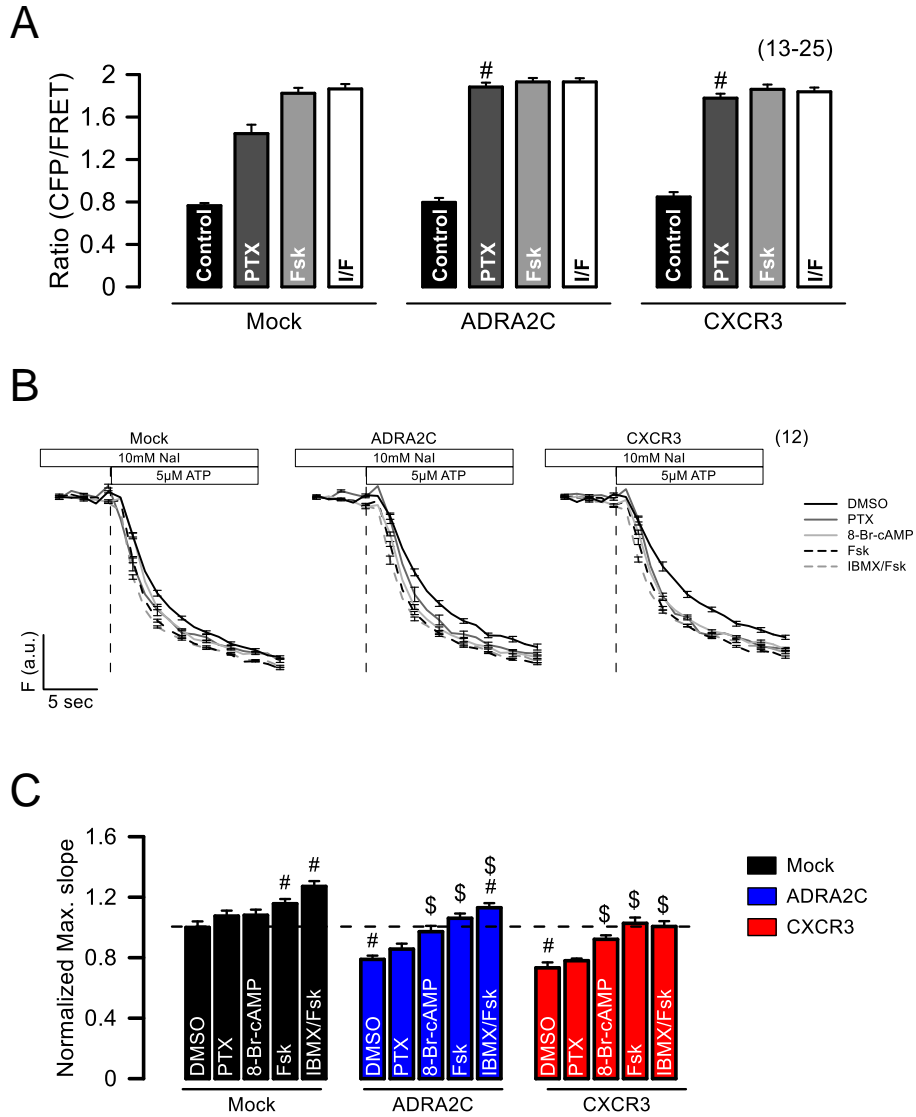 A
(13-25)
Ratio (CFP/FRET)
2
1.6
1.2
0.8
0.4
0
#
#
Control
PTX
Fsk
I/F
Control
PTX
Fsk
I/F
Control
PTX
Fsk
I/F
Mock
ADRA2C
CXCR3
B
Mock
ADRA2C
CXCR3
(12)
10mM NaI
10mM NaI
10mM NaI
5µM ATP
5µM ATP
5µM ATP
DMSO
PTX
8-Br-cAMP
Fsk
IBMX/Fsk
F (a.u.)
5 sec
C
Normalized Max. slope
1.6
1.2
0.8
0.4
0
# #
# $ $ $ #
# $ $ $
DMSO
PTX
8-Br-cAMP
Fsk
IBMX/Fsk
DMSO
PTX
8-Br-cAMP
Fsk
IBMX/Fsk
DMSO
PTX
8-Br-cAMP
Fsk
IBMX/Fsk
Mock
ADRA2C
CXCR3
Mock
ADRA2C
CXCR3